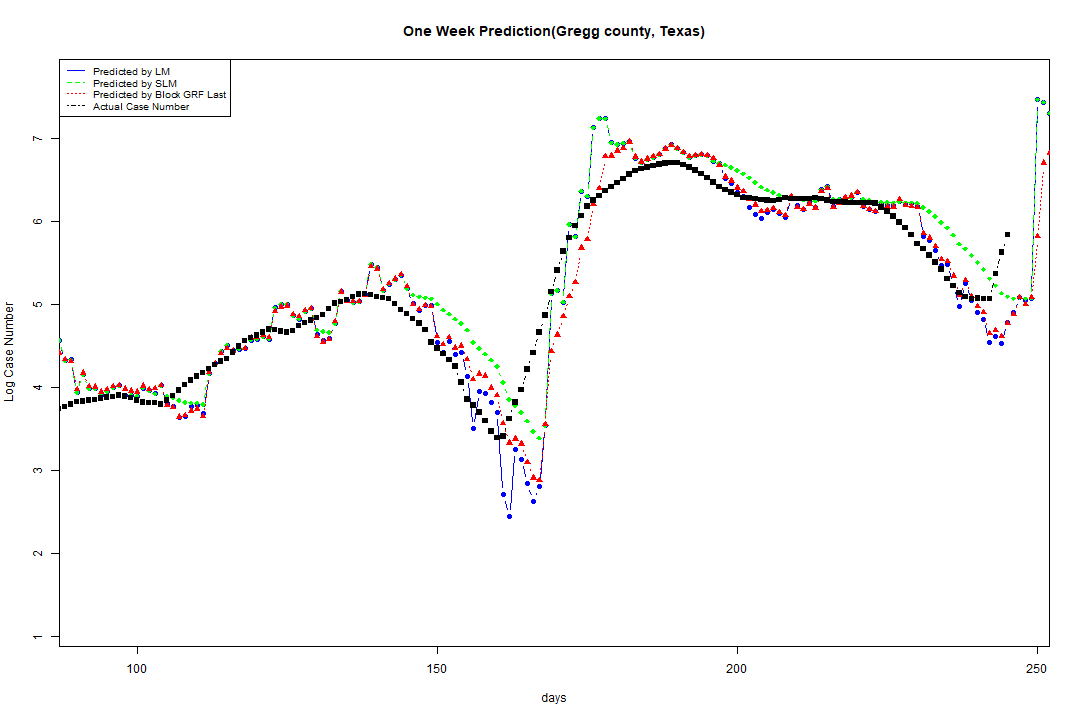 One Week Prediction(Gregg county, Texas)
Predicted by LM
Predicted by SLM
Predicted by Block GRF Last
Actual Case Number
7
6
5
4
3
2
1
Log Case Number
100 150 200 250
days